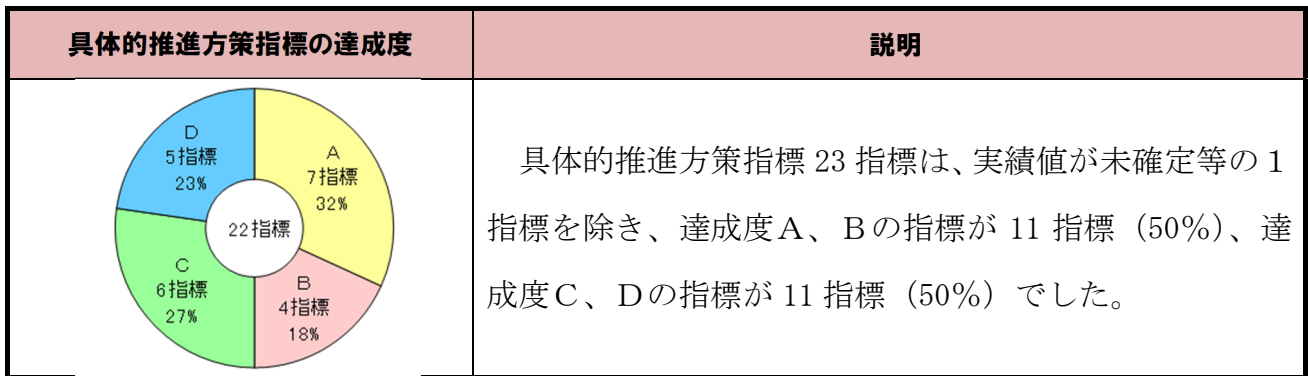 具体的推進方策指標の達成度
説明
D
5指標
23%
A
7指標
32%
22指標
C
6指標
27%
B
4指標
18%
具体的推進方策指標 23 指標は、実績値が未確定等の１
指標を除き、達成度Ａ、Ｂの指標が 11 指標（50％）、達
成度Ｃ、Ｄの指標が 11 指標（50％）でした。